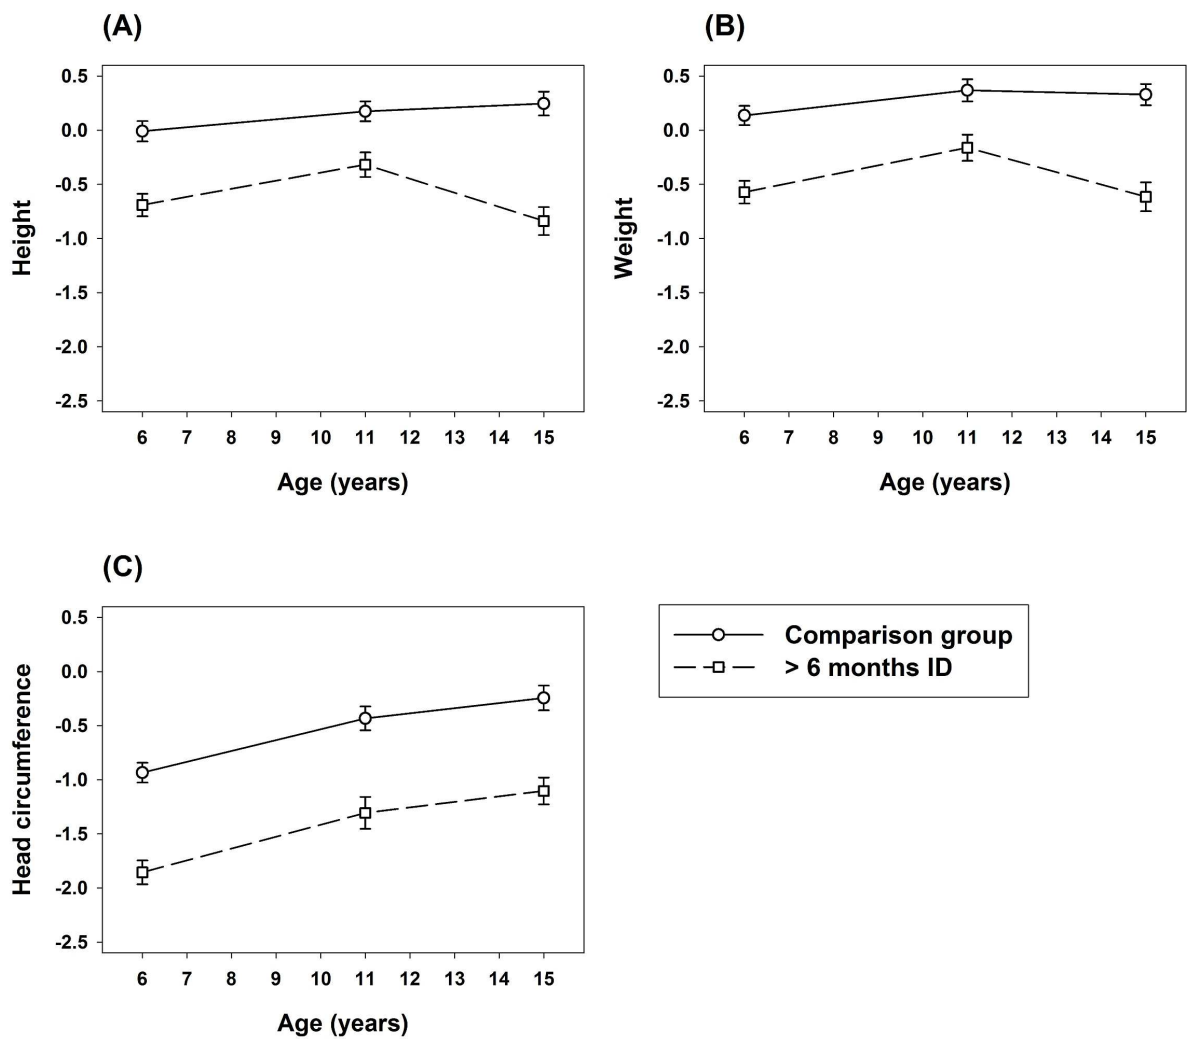 (A)
0.5
0.0
-0.5
-1.0
-1.5
-2.0
-2.5
Height
6 7 8 9 10 11 12 13 14 15
Age (years)
(B)
0.5
0.0
-0.5
-1.0
-1.5
-2.0
-2.5
Weight
6 7 8 9 10 11 12 13 14 15
Age (years)
(C)
0.5
0.0
-0.5
-1.0
-1.5
-2.0
-2.5
Head circumference
6 7 8 9 10 11 12 13 14 15
Age (years)
Comparison group
> 6 months ID